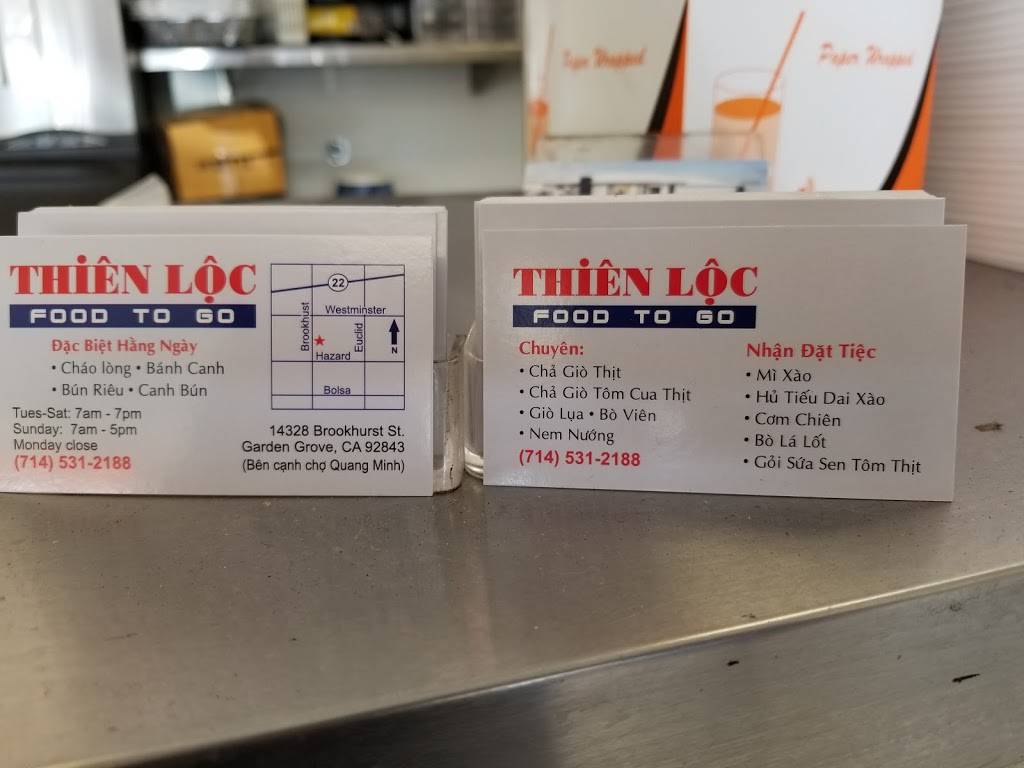 Paper Wrapped
THIÊN LỘC
FOOD TO GO
Đặc Biệt Hằng Ngày
• Cháo lòng • Bánh Canh
• Bún Riêu • Canh Bún
Tues-Sat: 7am - 7pm
Sunday: 7am - 5pm
Monday close
(714) 531-2188
22
Westminster
Brookhust
Euclid
Hazard
N
Bolsa
14328 Brookhurst St.
Garden Grove, CA 92843
(Bên cạnh chợ Quang Minh)
THIÊN LỘC
FOOD TO GO
Chuyên:
• Chả Giò Thịt
• Chả Giò Tôm Cua Thịt
• Giò Lụa • Bò Viên
• Nem Nướng
(714) 531-2188
Nhận Đặt Tiệc
• Mì Xào
• Hủ Tiếu Dai Xào
• Cơm Chiên
• Bò Lá Lốt
• Gỏi Sứa Sen Tôm Thịt